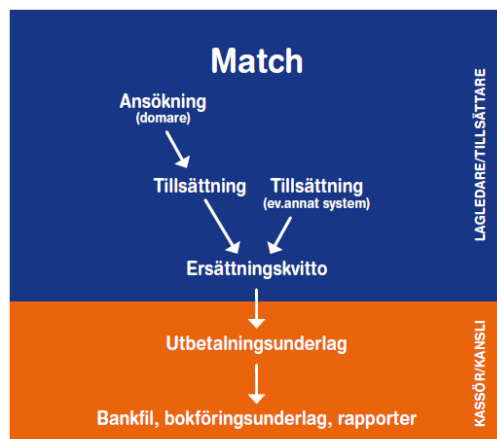 Match
Ansökning
(domare)
Tillsättning
Tillsättning
(ev.annat system)
Ersättningskvitto
LAGLEDARE/TILLSÄTTARE
Utbetalningsunderlag
Bankfil, bokföringsunderlag, rapporter
KASSÖR/KANSLI